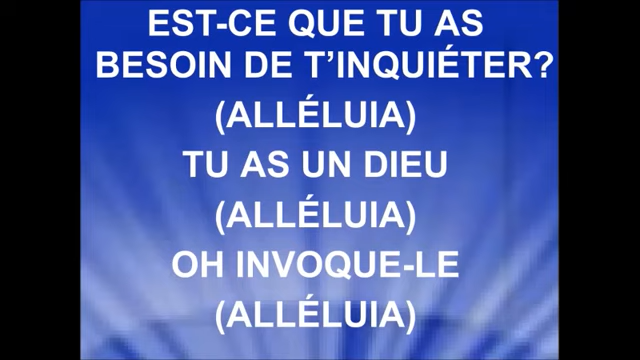 EST-CE QUE TU AS
BESOIN DE T’INQUIÉTER?
(ALLÉLUIA)
TU AS UN DIEU
(ALLÉLUIA)
OH INVOQUE-LE
(ALLÉLUIA)